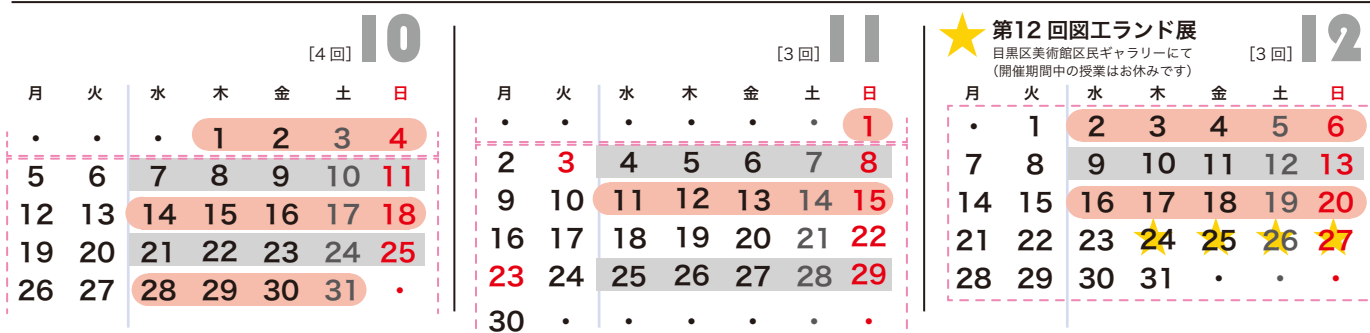 [4回] 10
月 火 水 木 金 土 日
・ ・ ・ 1 2 3 4
5 6 7 8 9 10 11
12 13 14 15 16 17 18
19 20 21 22 23 24 25
26 27 28 29 30 31 ・
[3回] 11
月 火 水 木 金 土 日
・ ・ ・ ・ ・ ・ 1
2 3 4 5 6 7 8
9 10 11 12 13 14 15
16 17 18 19 20 21 22
23 24 25 26 27 28 29
30 ・ ・ ・ ・ ・ ・
第12回図工ランド展
目黒区美術館区民ギャラリーにて
(開催期間中の授業はお休みです)
[3回] 12
月 火 水 木 金 土 日
・ 1 2 3 4 5 6
7 8 9 10 11 12 13
14 15 16 17 18 19 20
21 22 23 24 25 26 27
28 29 30 31 ・ ・ ・